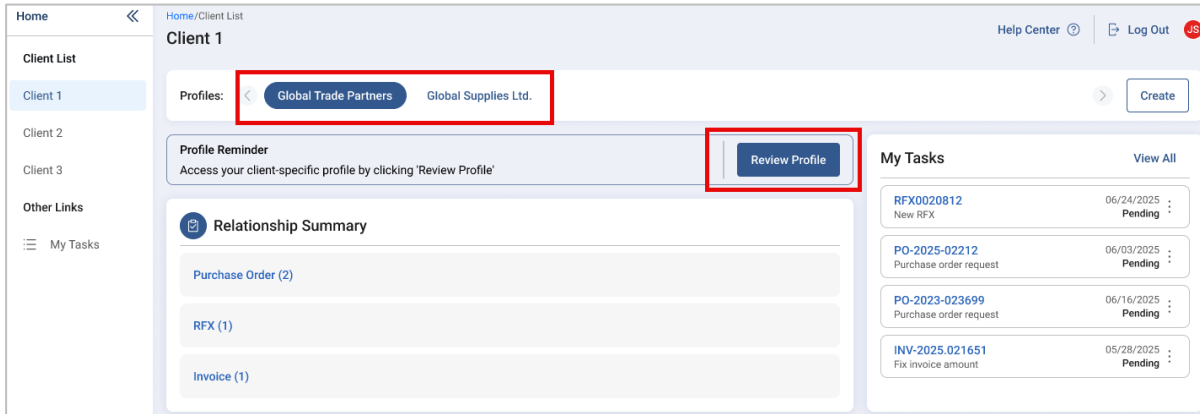 Home
Client List
Client 1
Client 2
Client 3
Other Links
My Tasks
Home/Client List
Client 1
Help Center
Log Out
JS
Profiles:
Global Trade Partners
Global Supplies Ltd.
Create
Profile Reminder
Access your client-specific profile by clicking 'Review Profile'
Review Profile
Relationship Summary
Purchase Order (2)
RFX (1)
Invoice (1)
My Tasks
View All
RFX0020812
06/24/2025
New RFX
Pending
PO-2025-02212
06/03/2025
Purchase order request
Pending
PO-2023-023699
06/16/2025
Purchase order request
Pending
INV-2025.021651
05/28/2025
Fix invoice amount
Pending